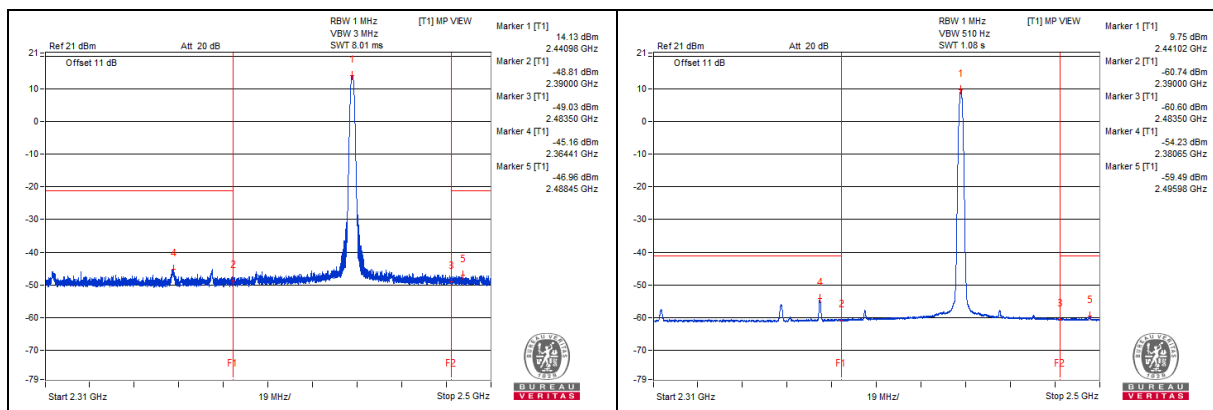 RBW 1 MHz
[T1] MP VIEW
VBW 3 MHz
Ref 21 dBm
Att 20 dB
SWT 8.01 ms
Marker 1 [T1]
14.13 dBm
2.44098 GHz
Marker 2 [T1]
-48.81 dBm
2.39000 GHz
Marker 3 [T1]
-49.03 dBm
2.48350 GHz
Marker 4 [T1]
-45.16 dBm
2.36441 GHz
Marker 5 [T1]
-46.96 dBm
2.48845 GHz
21
Offset 11 dB
1
10
0
-10
-20
-30
-40
4
2
3
5
-50
-60
-70
F1
F2
-79
Start 2.31 GHz
19 MHz/
Stop 2.5 GHz
BUREAU VERITAS
1828
BUREAU
VERITAS
RBW 1 MHz
[T1] MP VIEW
VBW 510 Hz
Ref 21 dBm
Att 20 dB
SWT 1.08 s
Marker 1 [T1]
9.75 dBm
2.44102 GHz
Marker 2 [T1]
-60.74 dBm
2.39000 GHz
Marker 3 [T1]
-60.60 dBm
2.48350 GHz
Marker 4 [T1]
-54.23 dBm
2.38065 GHz
Marker 5 [T1]
-59.49 dBm
2.49598 GHz
21
Offset 11 dB
1
10
0
-10
-20
-30
-40
4
-50
2
3
5
-60
-70
F1
F2
-79
Start 2.31 GHz
19 MHz/
Stop 2.5 GHz
BUREAU VERITAS
1828
BUREAU
VERITAS